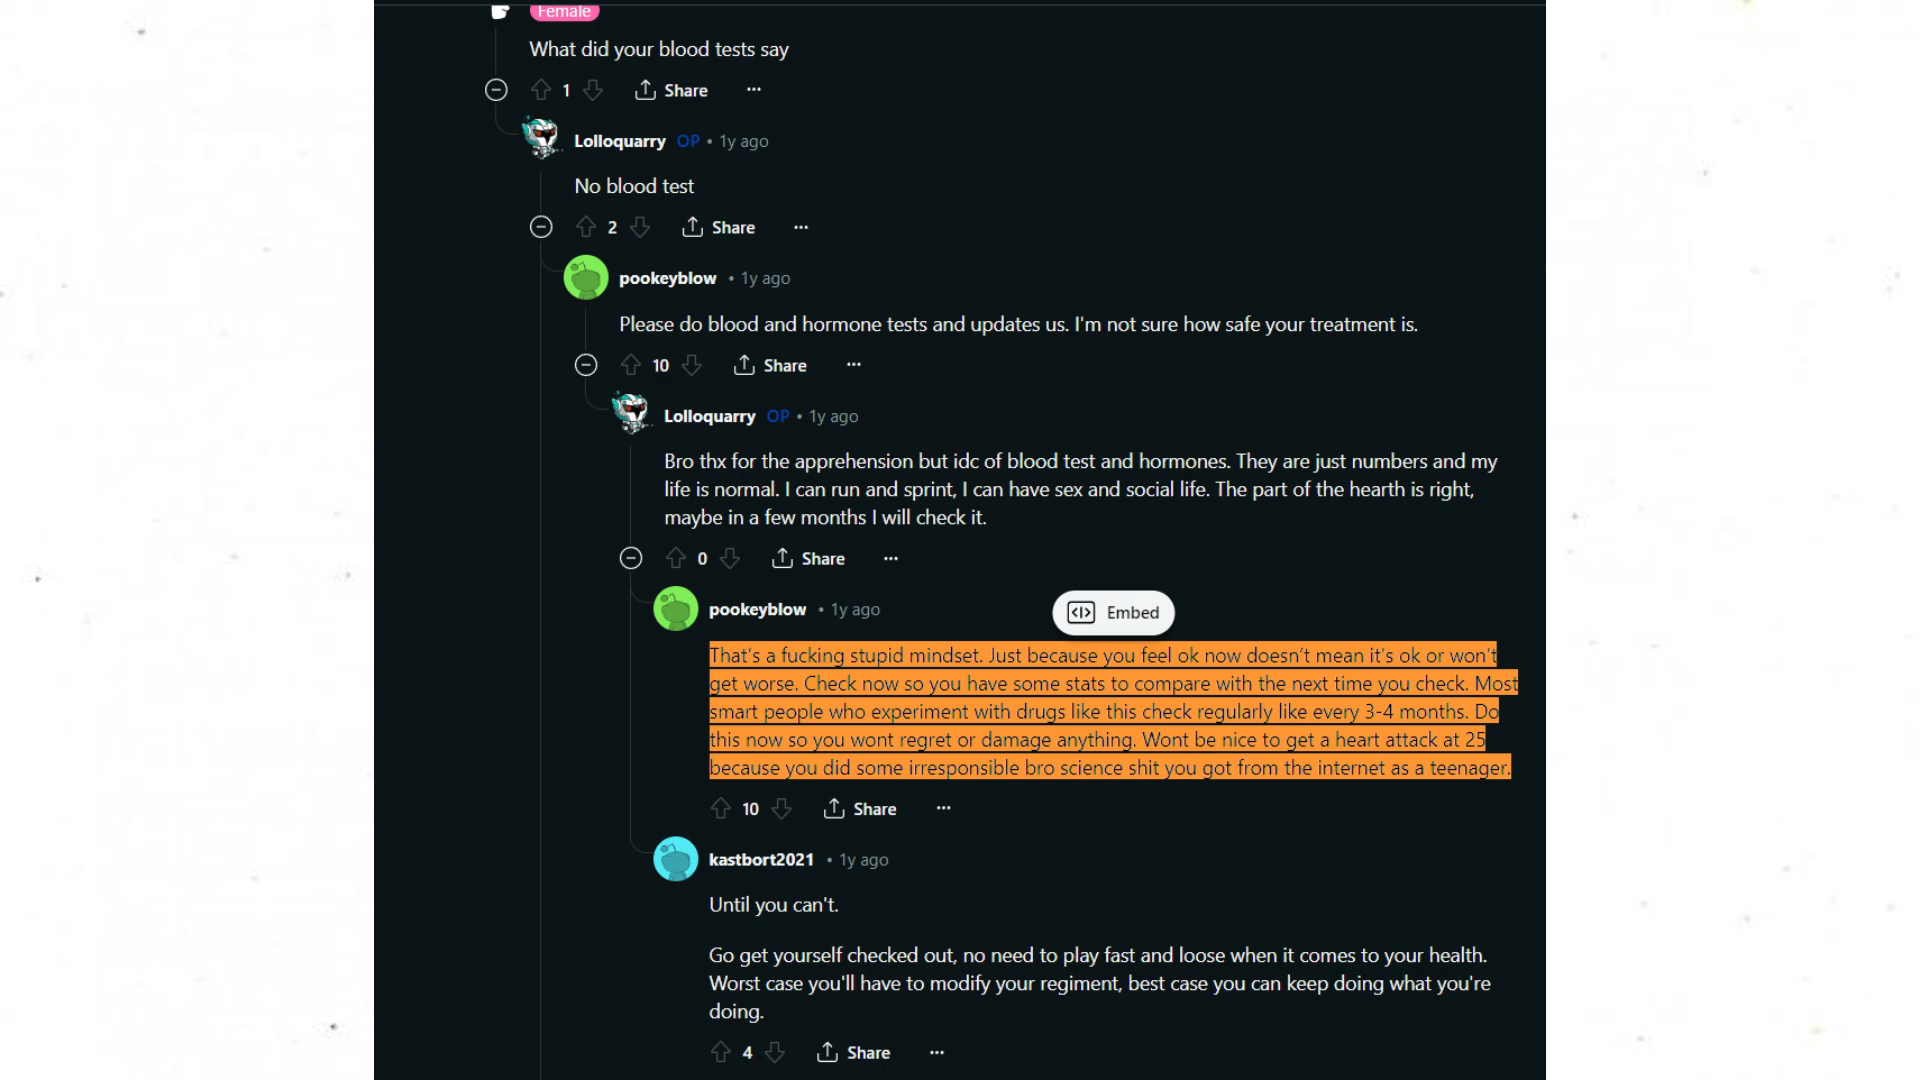 Female
What did your blood tests say
1 Share ...
Lolloquarry OP • 1y ago
No blood test
2 Share ...
pookeyblow • 1y ago
Please do blood and hormone tests and updates us. I'm not sure how safe your treatment is.
10 Share ...
Lolloquarry OP • 1y ago
Bro thx for the apprehension but idc of blood test and hormones. They are just numbers and my
life is normal. I can run and sprint, I can have sex and social life. The part of the hearth is right,
maybe in a few months I will check it.
0 Share ...
pookeyblow • 1y ago
Embed
That's a fucking stupid mindset. Just because you feel ok now doesn't mean it's ok or won't
get worse. Check now so you have some stats to compare with the next time you check. Most
smart people who experiment with drugs like this check regularly like every 3-4 months. Do
this now so you wont regret or damage anything. Wont be nice to get a heart attack at 25
because you did some irresponsible bro science shit you got from the internet as a teenager.
10 Share ...
kastbort2021 • 1y ago
Until you can't.
Go get yourself checked out, no need to play fast and loose when it comes to your health.
Worst case you'll have to modify your regiment, best case you can keep doing what you're
doing.
4 Share ...